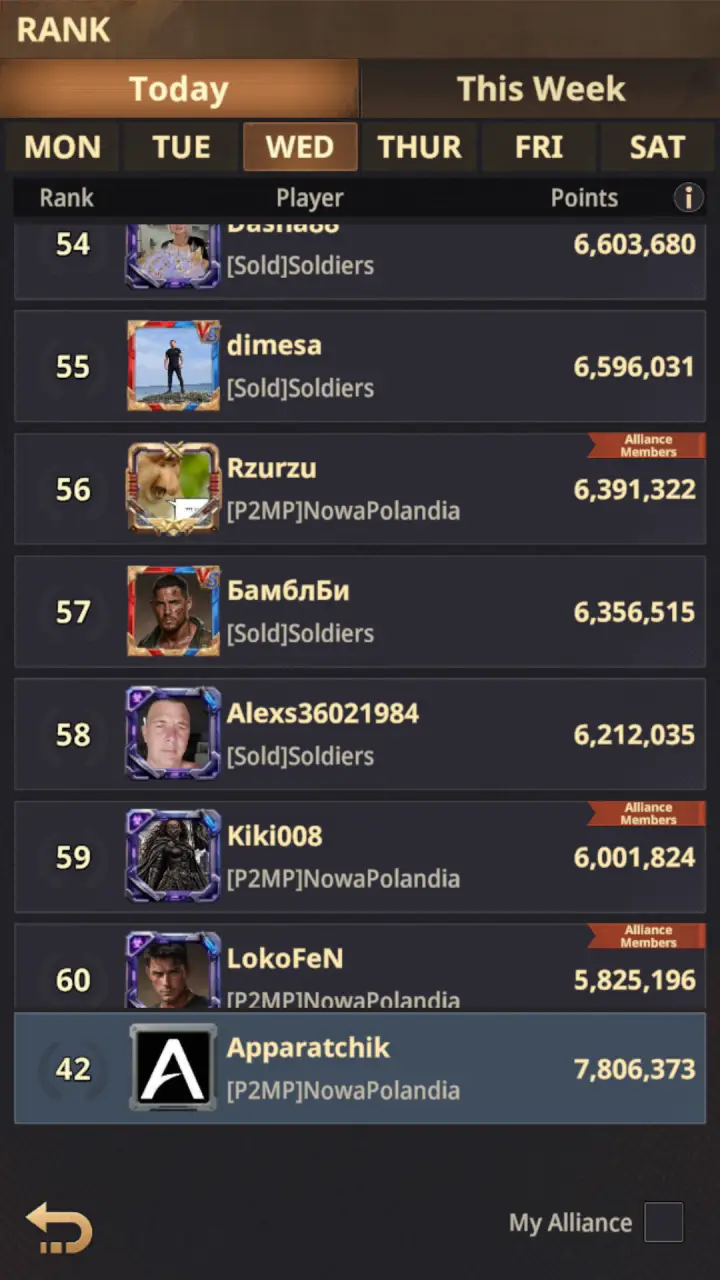 RANK
Today
This Week
MON TUE WED THUR FRI SAT
Rank Player Points i
54 Dasha88 6,603,680
[Sold]Soldiers
VS
55 dimesa 6,596,031
[Sold]Soldiers
Alliance
Members
56 Rzurzu 6,391,322
[P2MP]NowaPolandia
VS
57 БамблБи 6,356,515
[Sold]Soldiers
58 Alexs36021984 6,212,035
[Sold]Soldiers
Alliance
Members
59 Kiki008 6,001,824
[P2MP]NowaPolandia
Alliance
Members
60 LokoFeN 5,825,196
[P2MP]NowaPolandia
42 A Apparatchik 7,806,373
[P2MP]NowaPolandia
My Alliance